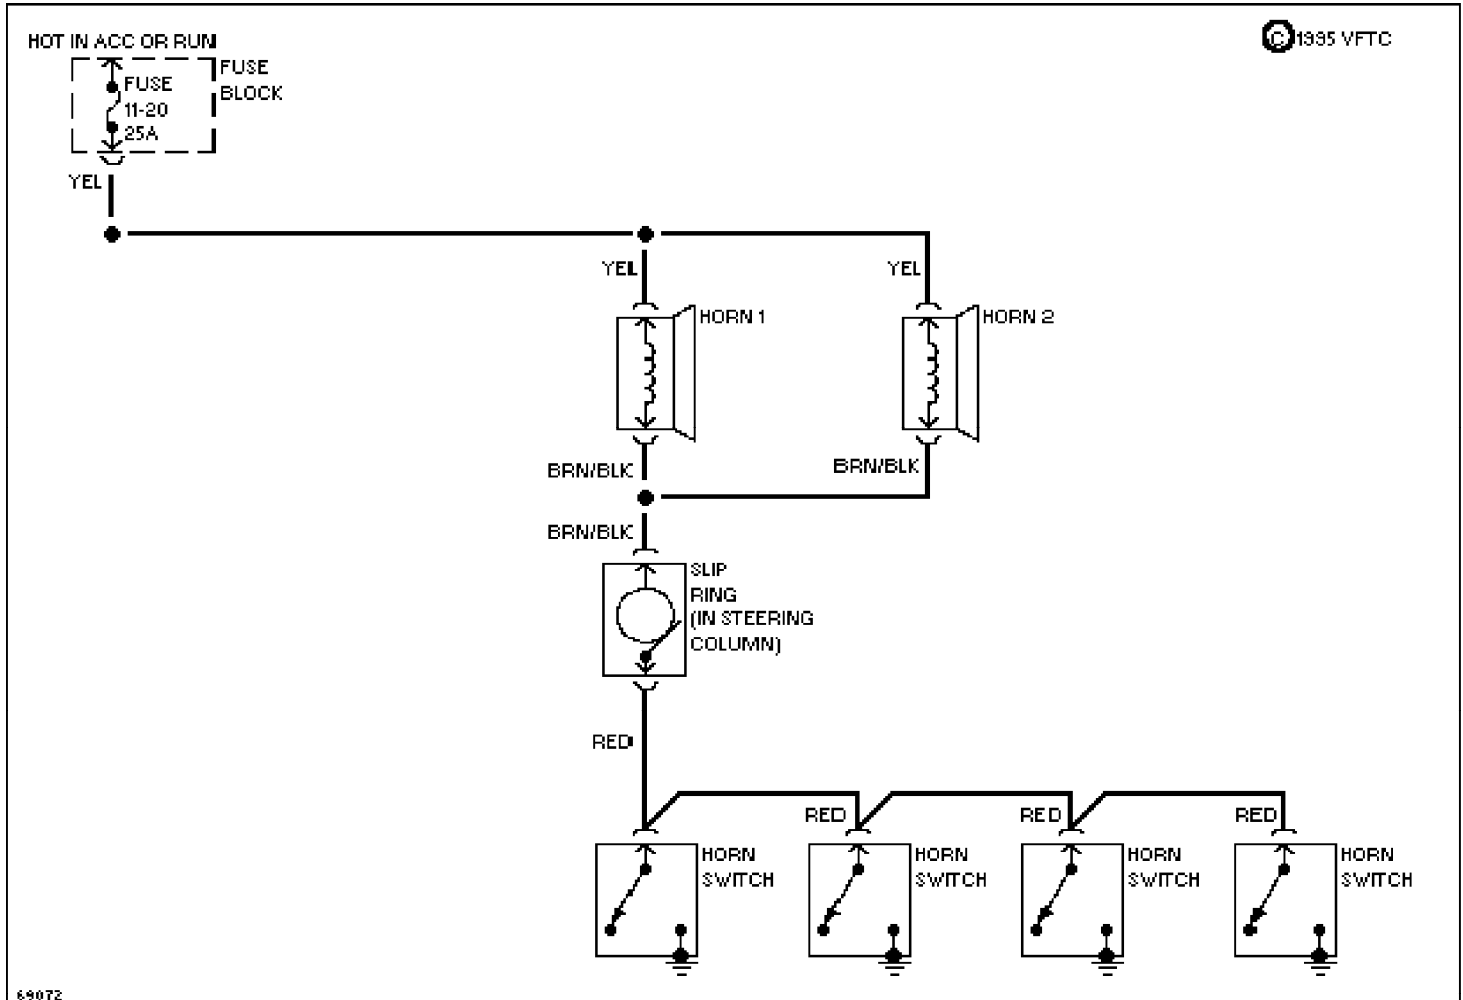 HOT IN ACC OR RUN
© 1995 VFTC
FUSE
BLOCK
FUSE
11-20
25A
YEL
YEL
YEL
HORN 1
HORN 2
BRN/BLK
BRN/BLK
BRN/BLK
SLIP
RING
(IN STEERING
COLUMN)
RED
RED
RED
RED
HORN
SWITCH
HORN
SWITCH
HORN
SWITCH
HORN
SWITCH
69072